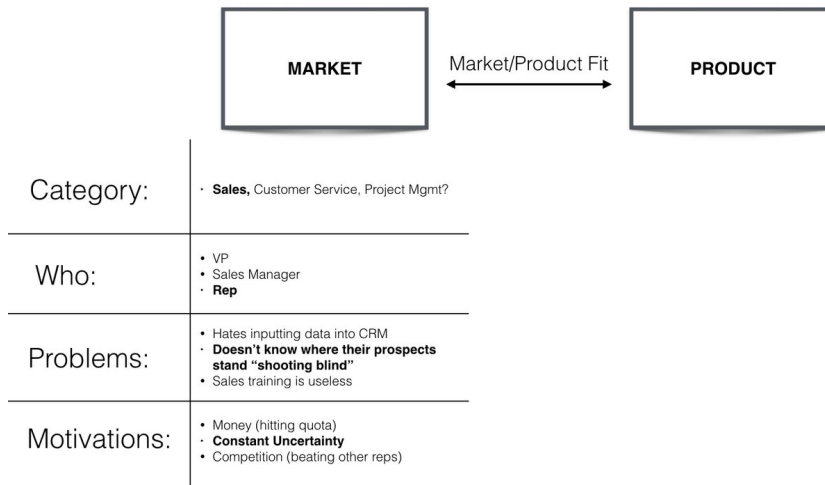 MARKET
Market/Product Fit
PRODUCT
Category:
· Sales, Customer Service, Project Mgmt?
Who:
• VP
• Sales Manager
· Rep
Problems:
• Hates inputting data into CRM
· Doesn’t know where their prospects
stand “shooting blind”
• Sales training is useless
Motivations:
• Money (hitting quota)
· Constant Uncertainty
• Competition (beating other reps)